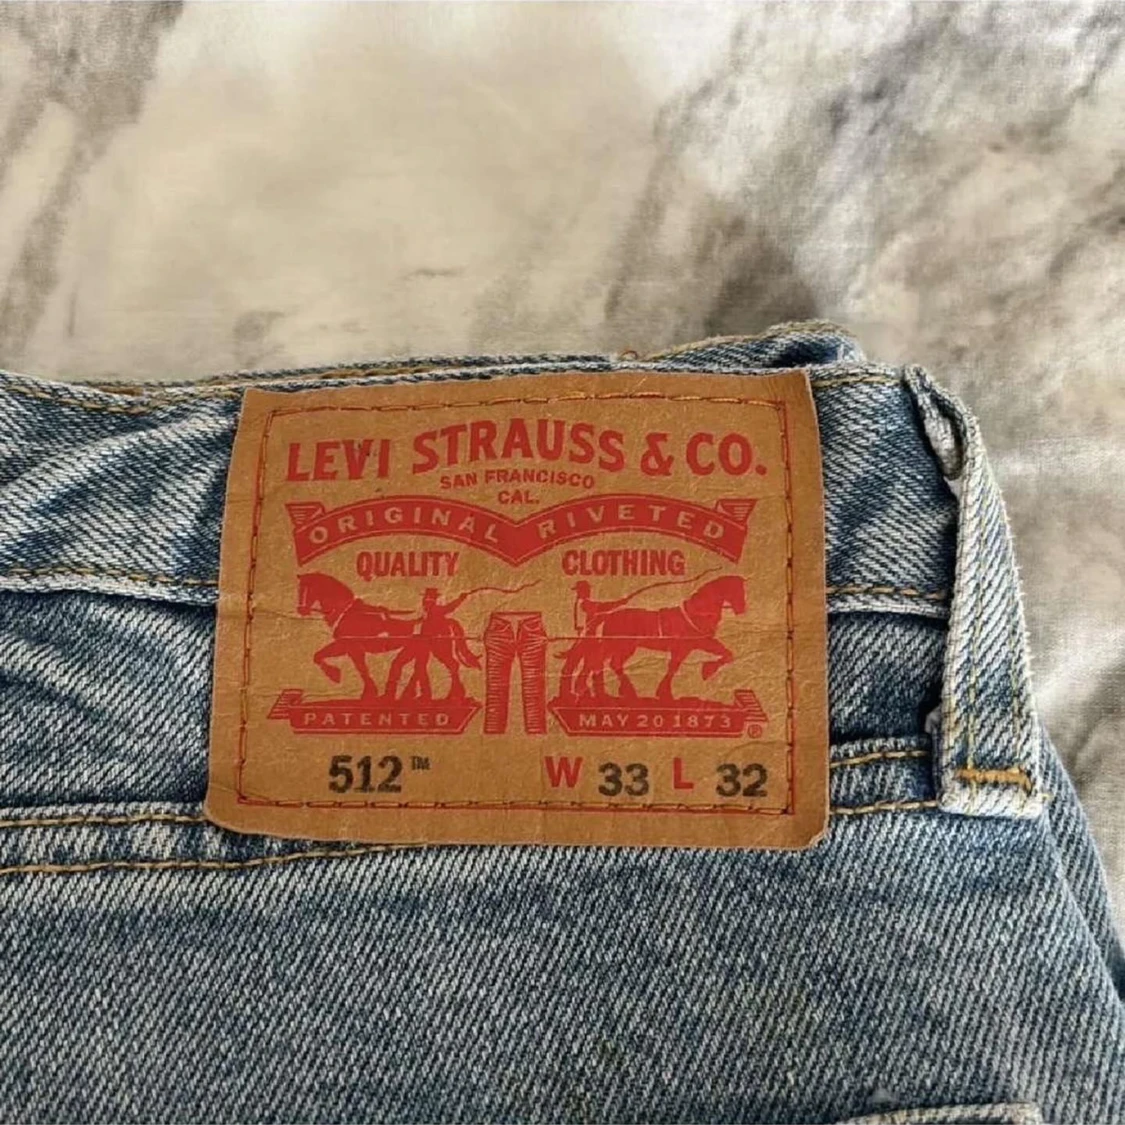 LEVI STRAUSS & CO.
SAN FRANCISCO
CAL.
ORIGINAL RIVETED
QUALITY CLOTHING
PATENTED MAY 20 1873 ®
512™ W 33 L 32